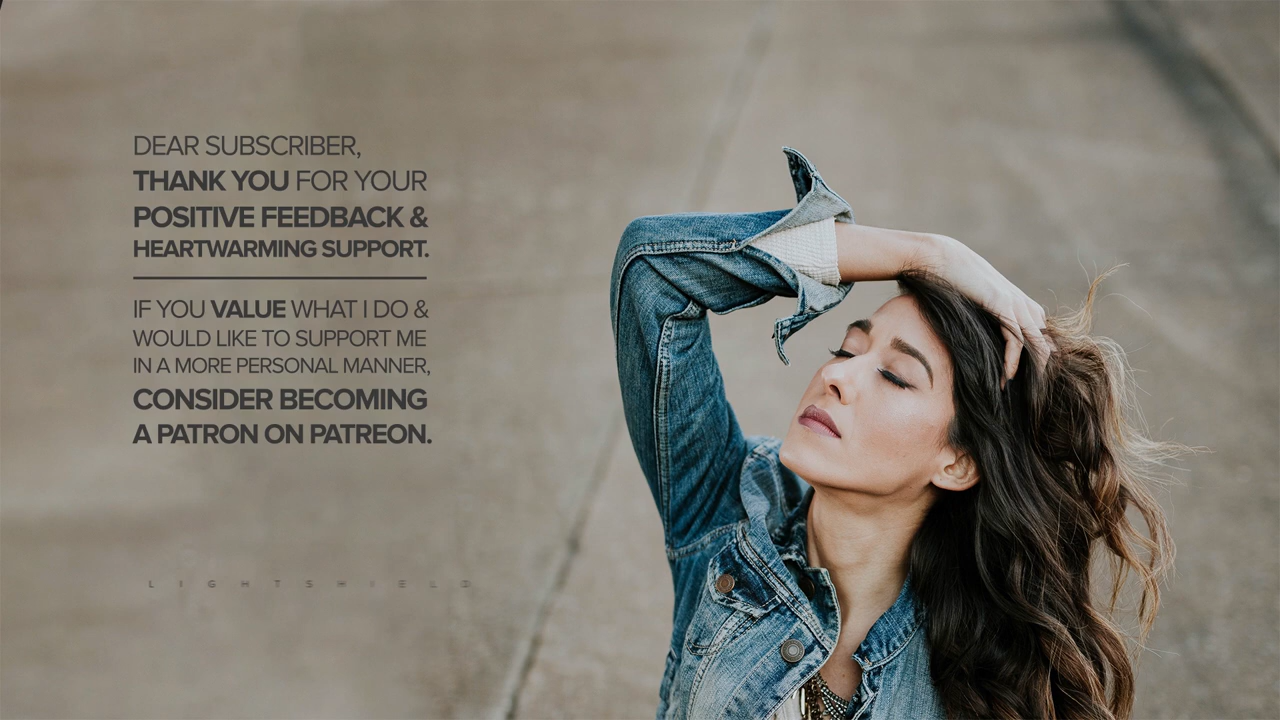 DEAR SUBSCRIBER,
THANK YOU FOR YOUR
POSITIVE FEEDBACK &
HEARTWARMING SUPPORT.
IF YOU VALUE WHAT I DO &
WOULD LIKE TO SUPPORT ME
IN A MORE PERSONAL MANNER,
CONSIDER BECOMING
A PATRON ON PATREON.
LIGHTSHIELD